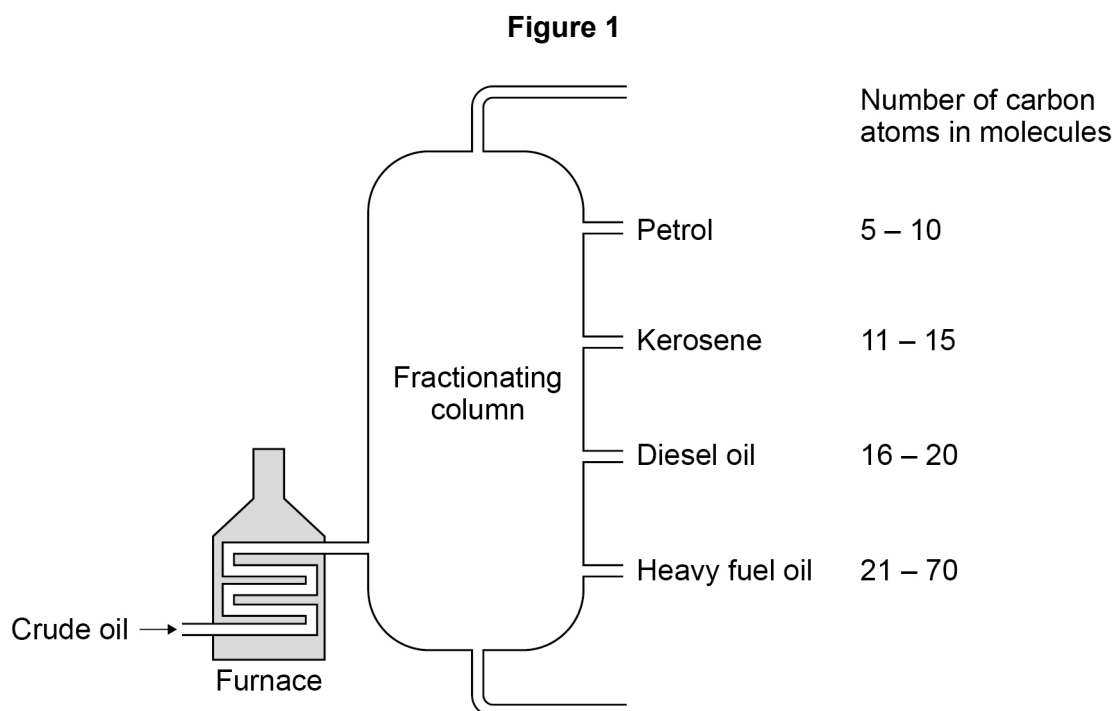 Figure 1
Number of carbon
atoms in molecules
Petrol 5 – 10
Kerosene 11 – 15
Fractionating
column
Diesel oil 16 – 20
Heavy fuel oil 21 – 70
Crude oil
Furnace